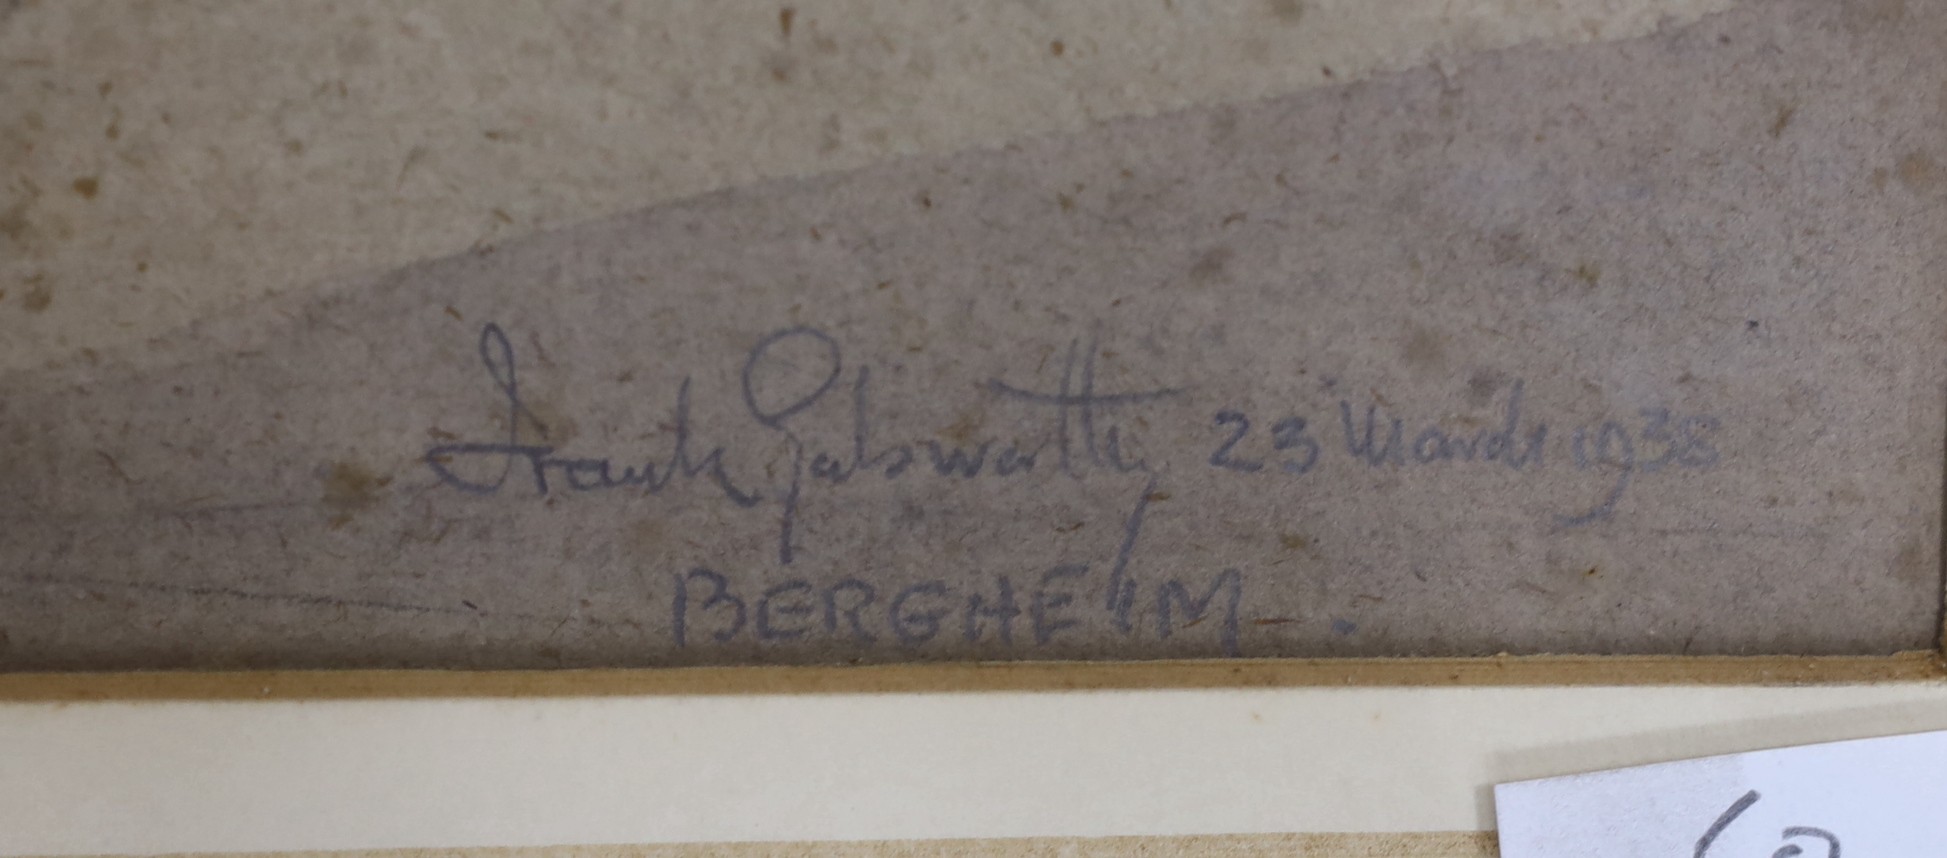 Frank Galsworthy 23 March 1938
BERGHEIM.